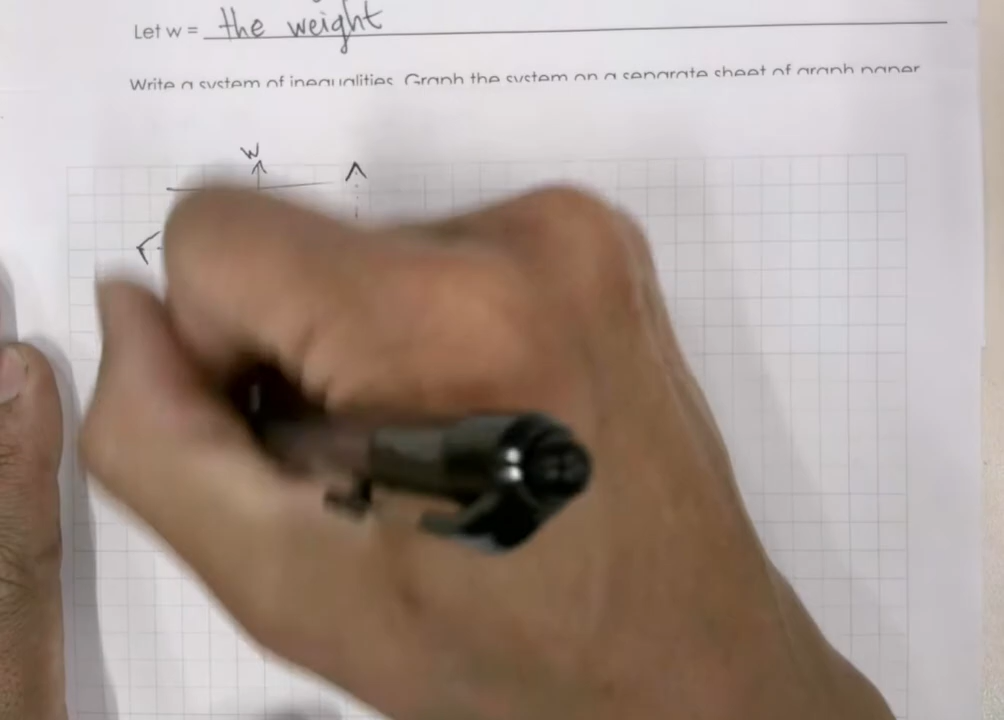 Let w = the weight
Write a system of inequalities. Graph the system on a separate sheet of graph paper
w